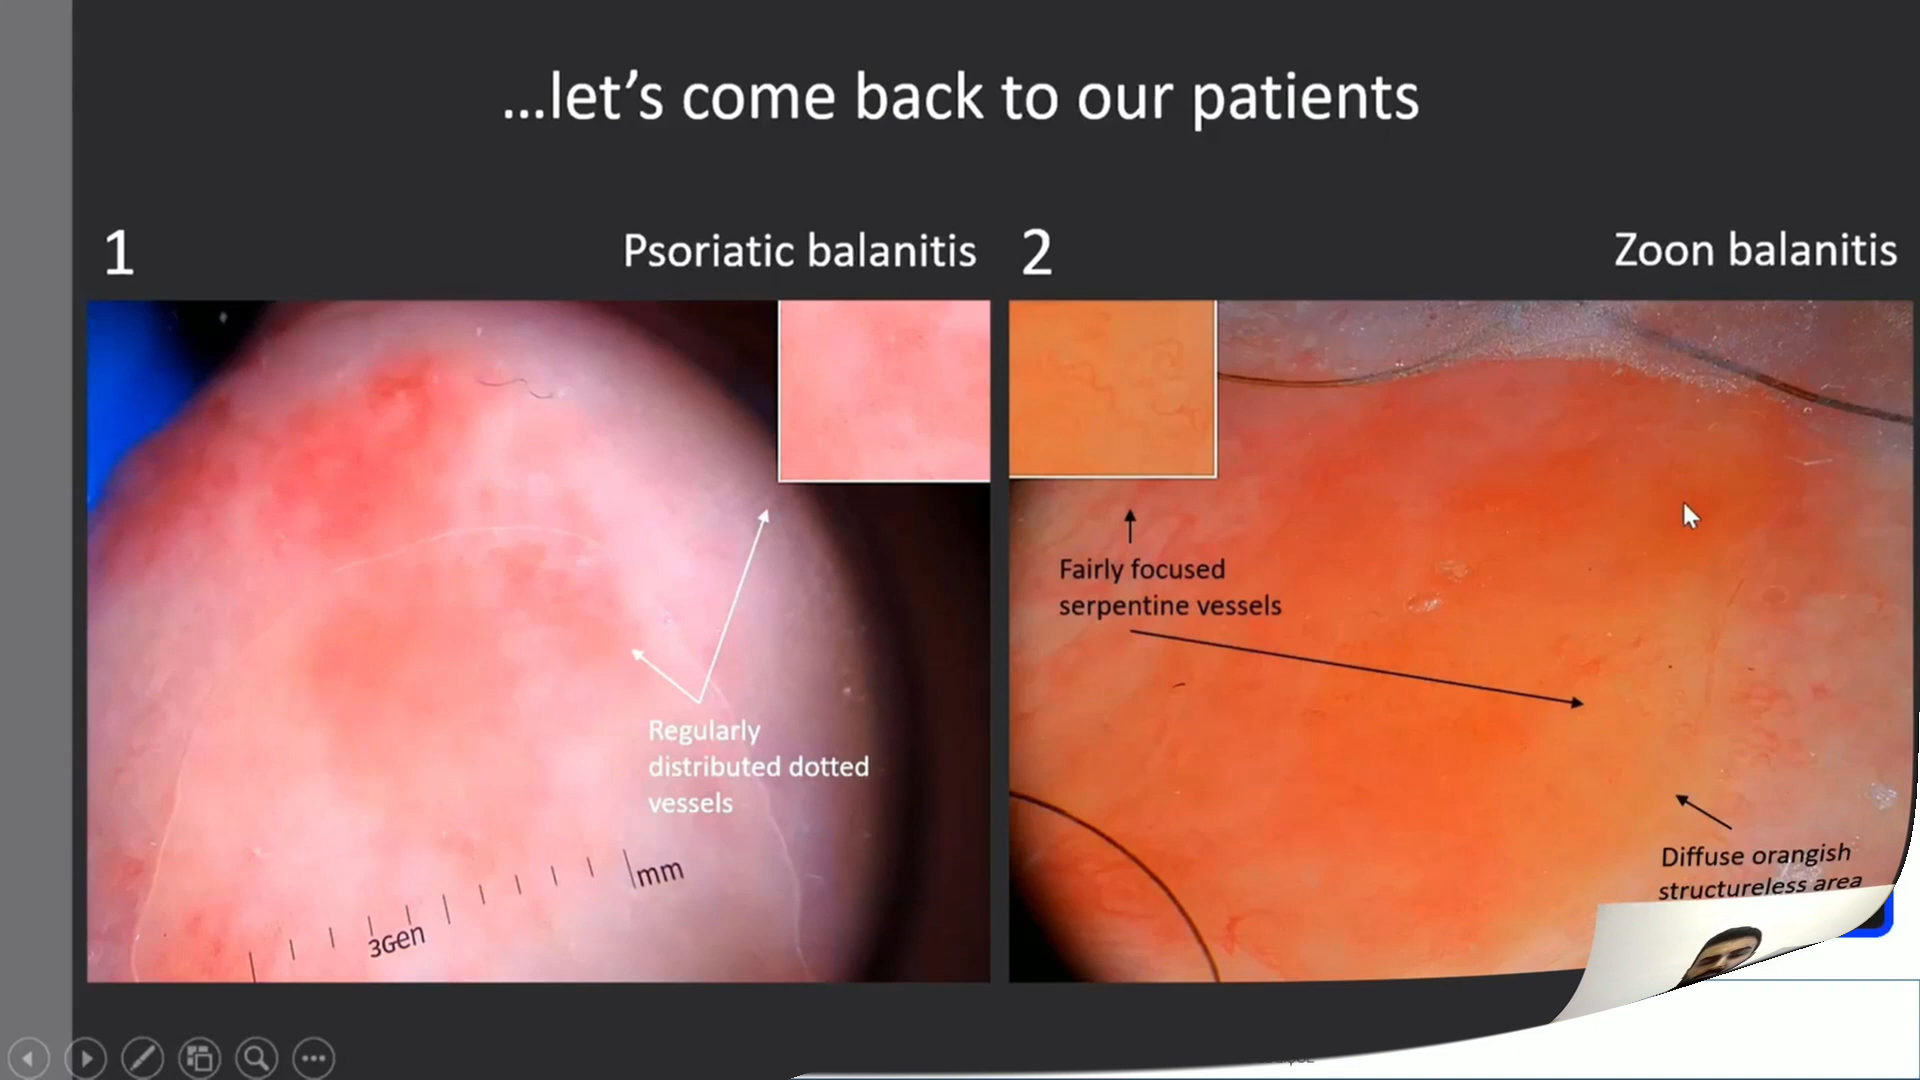 ...let's come back to our patients
1
Psoriatic balanitis
2
Zoon balanitis
Fairly focused
serpentine vessels
Regularly
distributed dotted
vessels
Diffuse orangish
structureless area
mm
3Gen